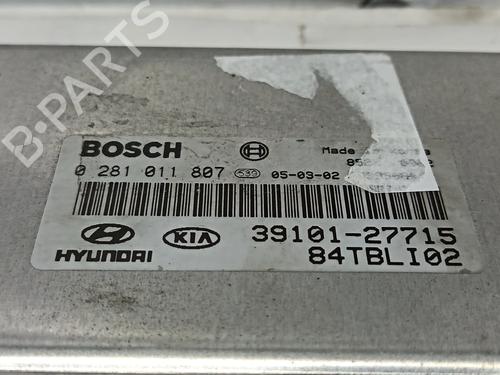 B-PARTS
BOSCH
Made
0 281 011 807 05-09-02
39101-27715
HYUNDAI KIA
84TBLI02